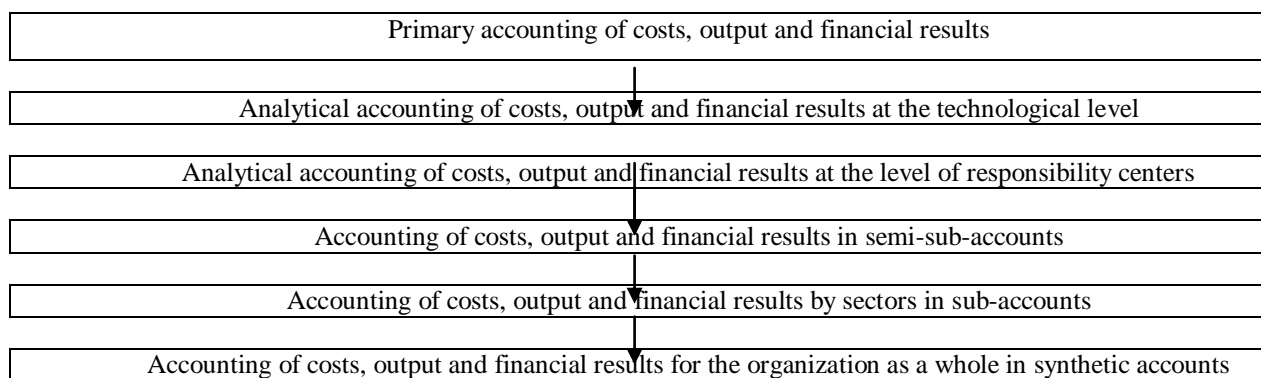 Primary accounting of costs, output and financial results
Analytical accounting of costs, output and financial results at the technological level
Analytical accounting of costs, output and financial results at the level of responsibility centers
Accounting of costs, output and financial results in semi-sub-accounts
Accounting of costs, output and financial results by sectors in sub-accounts
Accounting of costs, output and financial results for the organization as a whole in synthetic accounts